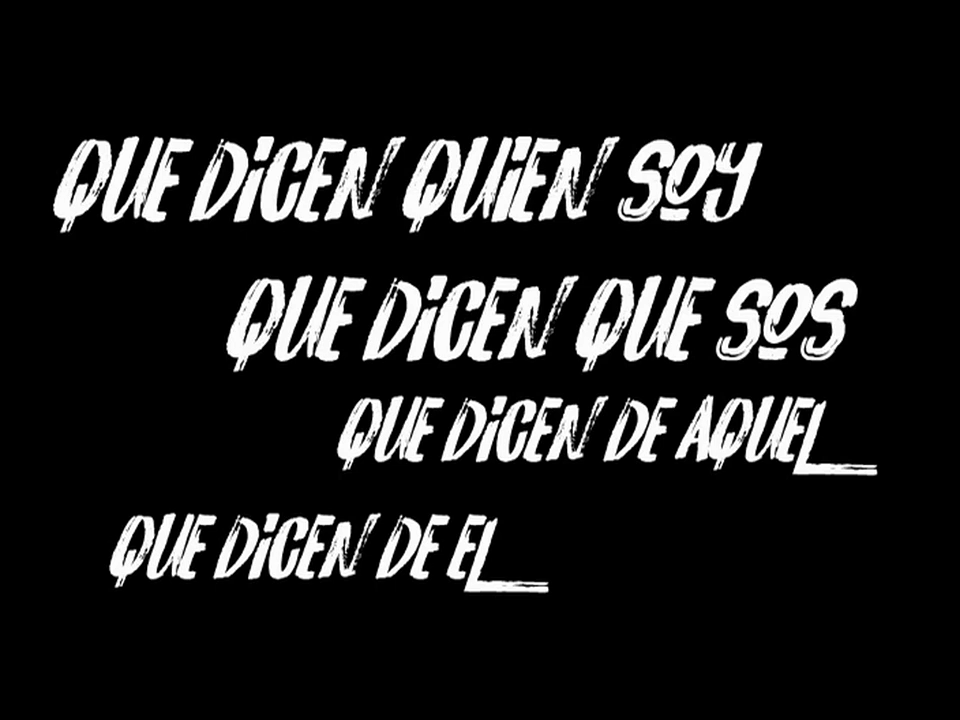 QUE DiCEN QUiEN SOY
QUE DiCEN QUE SOS
QUE DiCEN DE AQUEL
QUE DiCEN DE EL